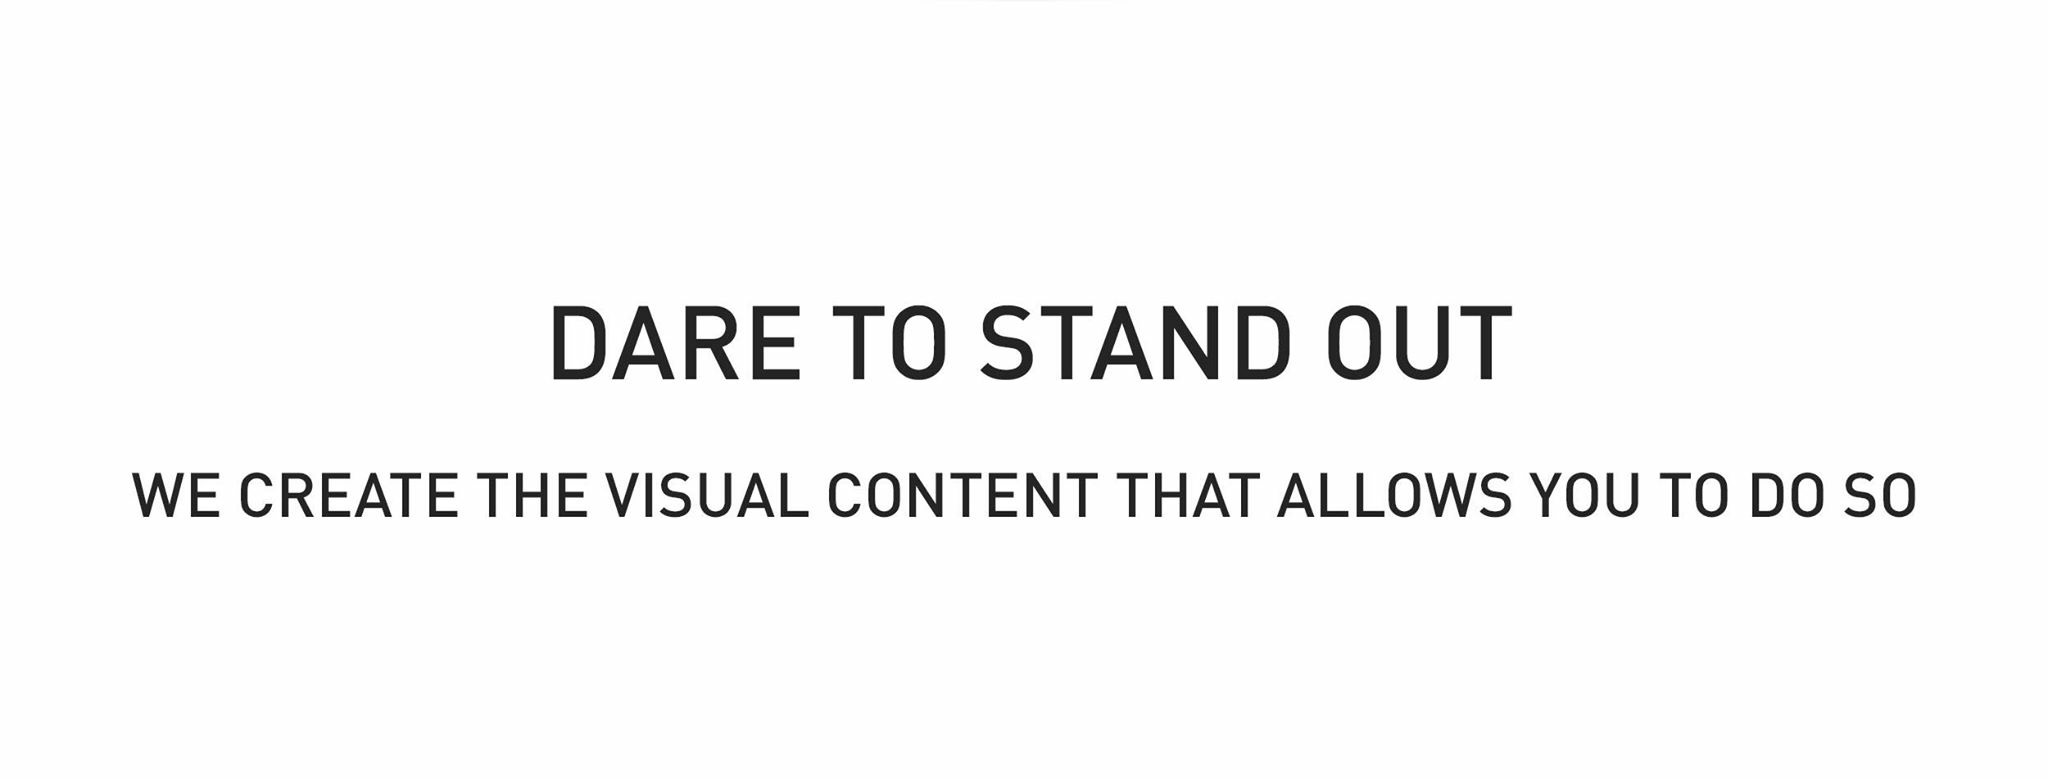 DARE TO STAND OUT
WE CREATE THE VISUAL CONTENT THAT ALLOWS YOU TO DO SO